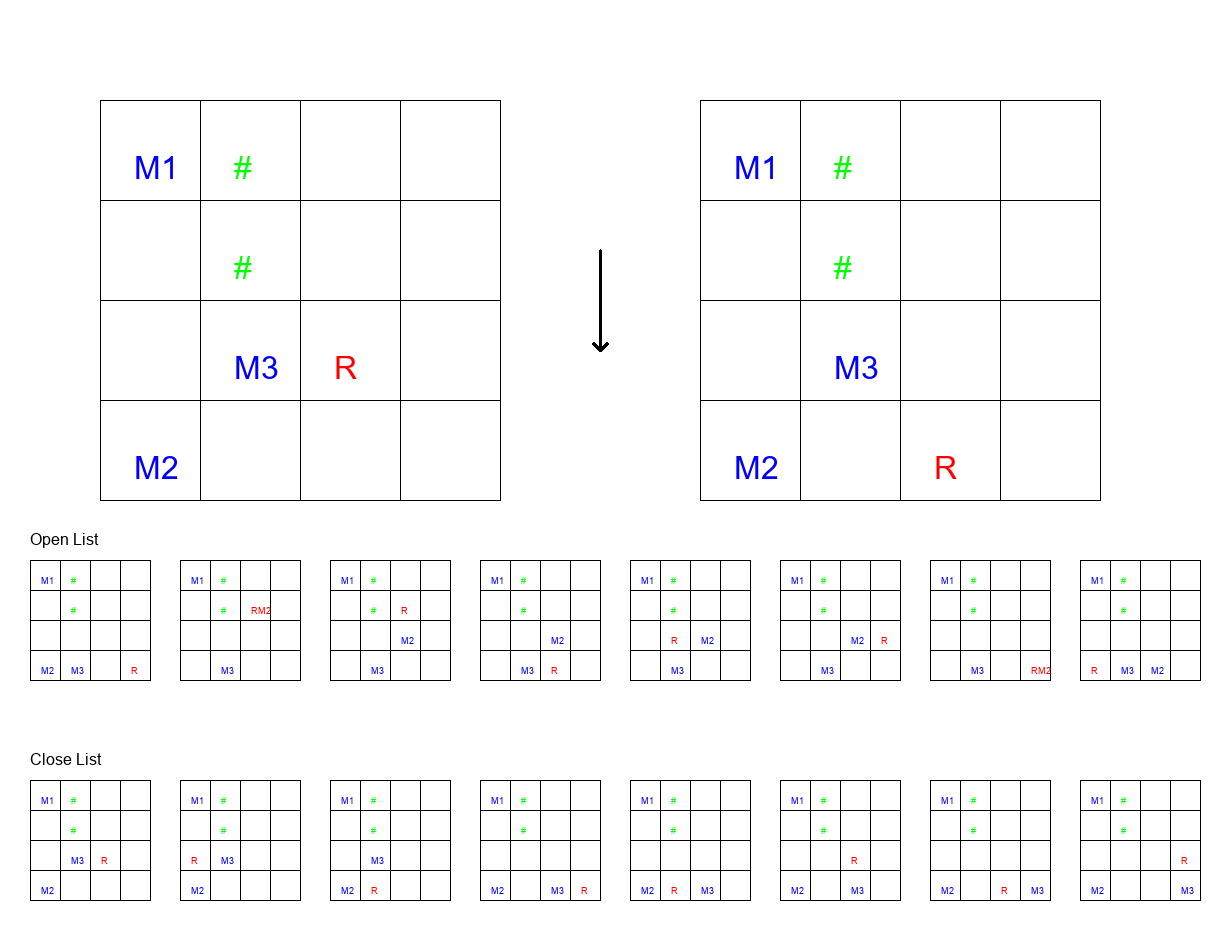 M1 # M1 #
# #
M3 R M3
M2 M2 R
Open List
M1 # M1 # M1 # M1 # M1 # M1 # M1 # M1 #
# # RM2 # R # # # # #
M2 M2 R M2 M2 R
M2 M3 R M3 M3 M3 R M3 M3 M3 RM2 R M3 M2
Close List
M1 # M1 # M1 # M1 # M1 # M1 # M1 # M1 #
# # # # # # # #
M3 R R M3 M3 R R
M2 M2 M2 R M3 R M2 R M3 M2 M3 M2 R M3 M2 M3